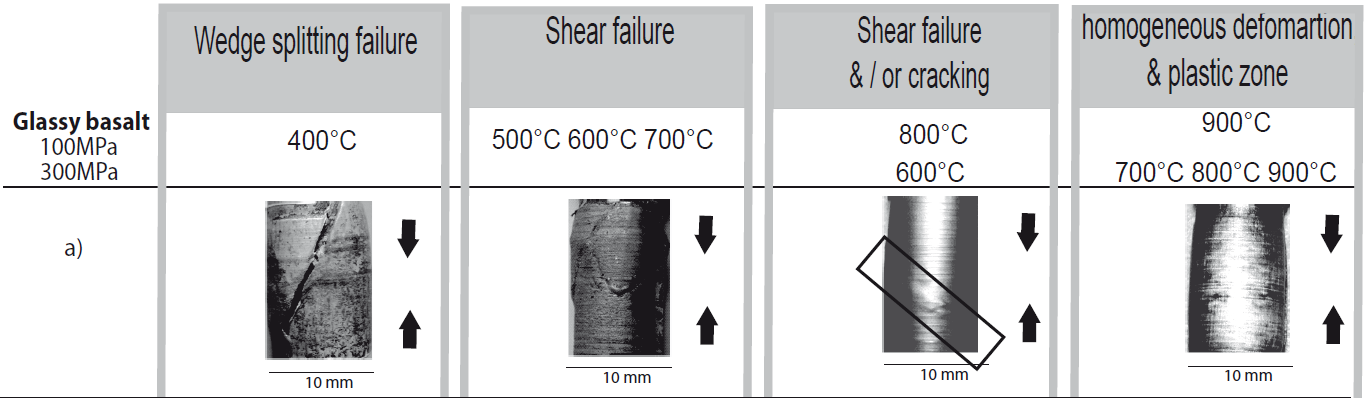 Wedge splitting failure
Shear failure
Shear failure
& / or cracking
homogeneous defomartion
& plastic zone
Glassy basalt
100MPa
300MPa
400°C
500°C 600°C 700°C
800°C
600°C
900°C
700°C 800°C 900°C
a)
10 mm
10 mm
10 mm
10 mm